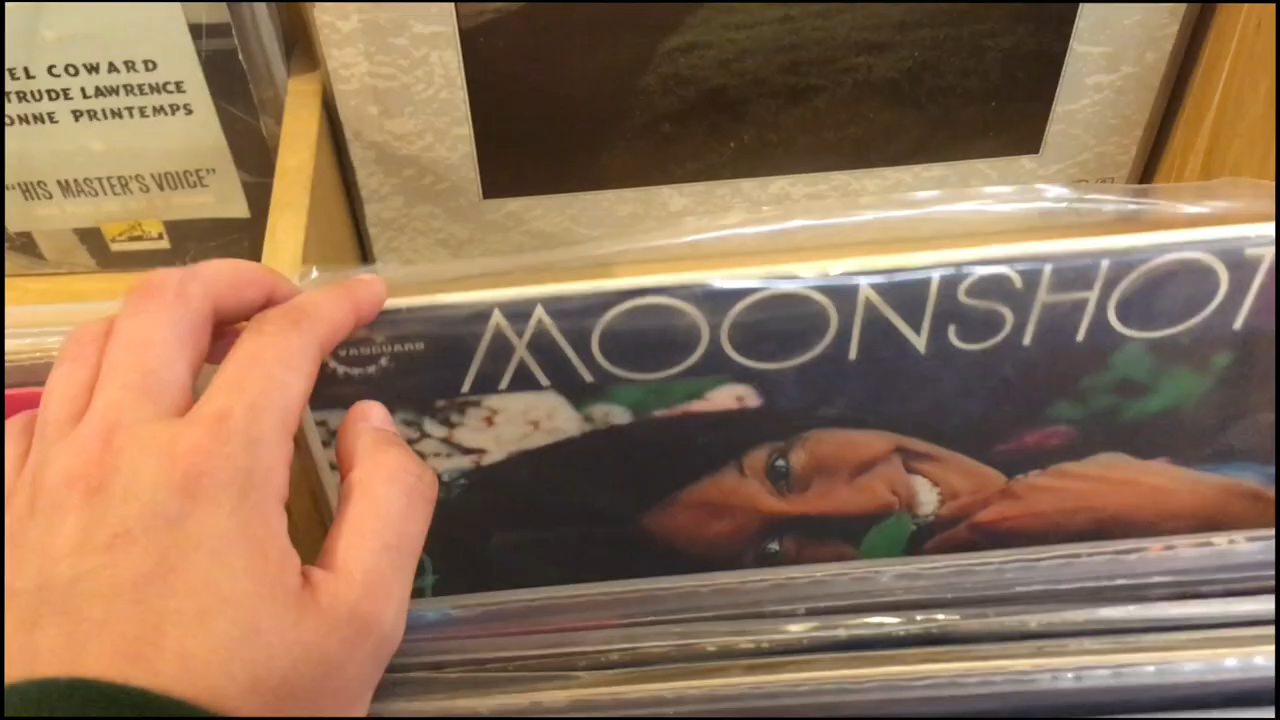 EL COWARD
TRUDE LAWRENCE
ONNE PRINTEMPS
"HIS MASTER'S VOICE"
VANGUARD
MOONSHOT